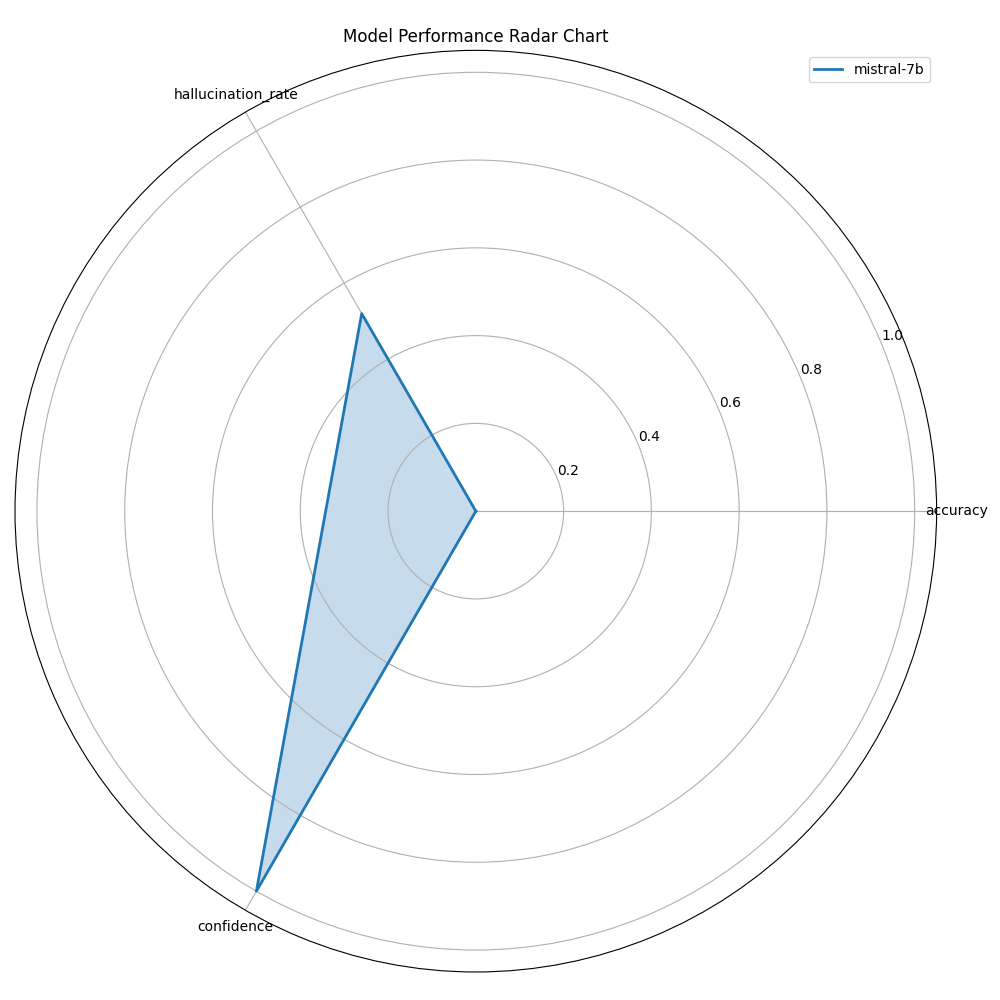 Model Performance Radar Chart
mistral-7b
hallucination_rate
1.0
0.8
0.6
0.4
0.2
accuracy
confidence